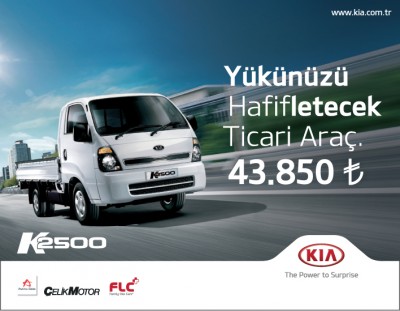 www.kia.com.tr
Yükünüzü
Hafifletecek
Ticari Araç.
43.850 ₺
K2500
KIA
The Power to Surprise
ÇELİKMOTOR
FLC